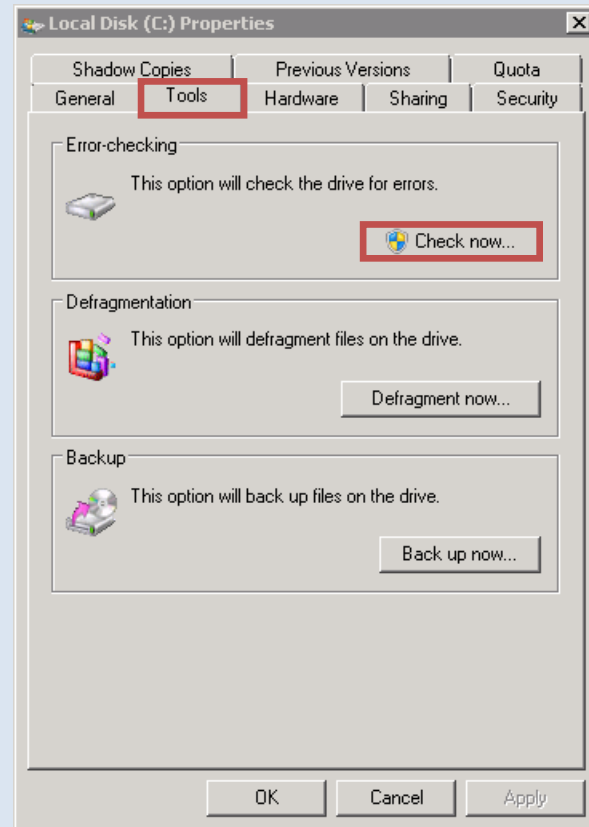 Local Disk (C:) Properties
Shadow Copies Previous Versions Quota
General Tools Hardware Sharing Security
Error-checking
This option will check the drive for errors.
Check now...
Defragmentation
This option will defragment files on the drive.
Defragment now...
Backup
This option will back up files on the drive.
Back up now...
OK Cancel Apply